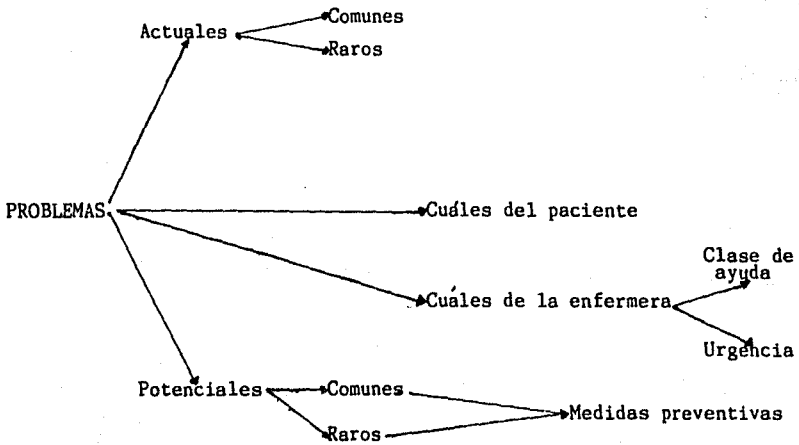 Comunes
Actuales
Raros
PROBLEMAS
Cuáles del paciente
Clase de
ayuda
Cuáles de la enfermera
Urgencia
Potenciales
Comunes
Medidas preventivas
Raros